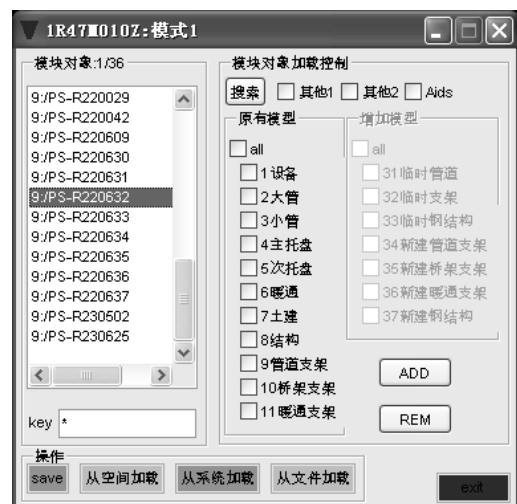 1R47M010Z:模式1
模块对象:1/36
9:/PS-R220029
9:/PS-R220042
9:/PS-R220609
9:/PS-R220630
9:/PS-R220631
9:/PS-R220632
9:/PS-R220633
9:/PS-R220634
9:/PS-R220635
9:/PS-R220636
9:/PS-R220637
9:/PS-R230502
9:/PS-R230625
key *
模块对象加载控制
搜索 其他1 其他2 Aids
原有模型
all
1设备
2大管
3小管
4主托盘
5次托盘
6暖通
7土建
8结构
9管道支架
10桥架支架
11暖通支架
增加模型
all
31临时管道
32临时支架
33临时钢结构
34新建管道支架
35新建桥架支架
36新建暖通支架
37新建钢结构
ADD
REM
操作
save 从空间加载 从系统加载 从文件加载
exit